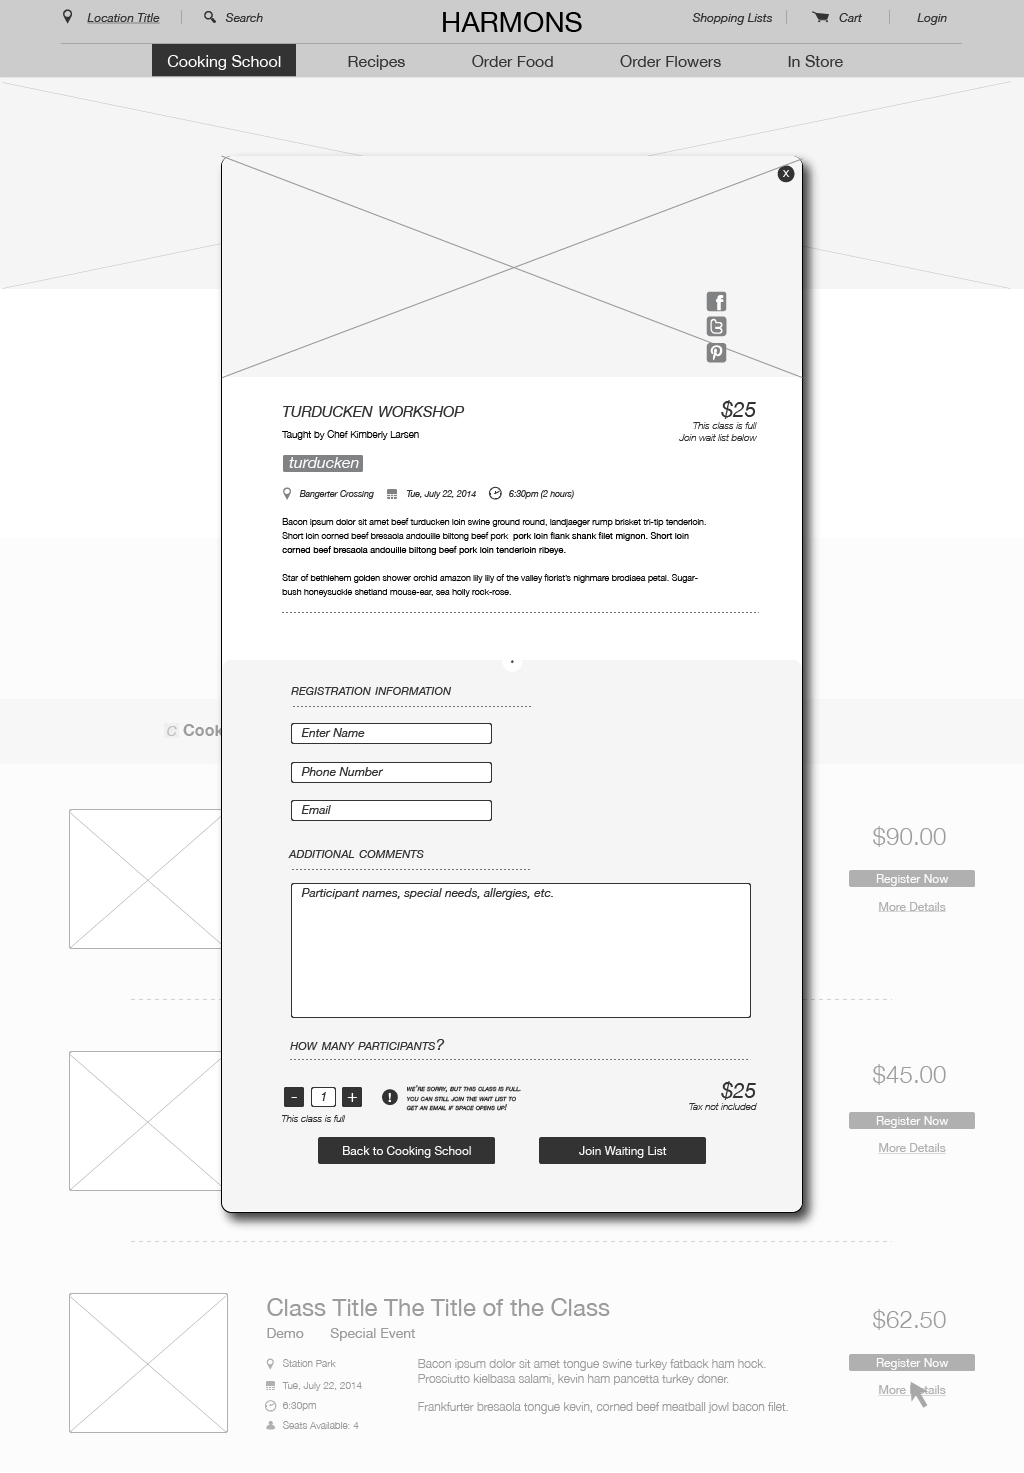 Location Title
Search
HARMONS
Shopping Lists
Cart
Login
Cooking School
Recipes
Order Food
Order Flowers
In Store
X
TURDUCKEN WORKSHOP
$25
Taught by Chef Kimberly Larsen
This class is full
Join wait list below
turducken
Bangerter Crossing
Tue, July 22, 2014
6:30pm (2 hours)
Bacon ipsum dolor sit amet beef turducken loin swine ground round, landjaeger rump brisket tri-tip tenderloin.
Short loin corned beef bresaola andouille biltong beef pork pork loin flank shank filet mignon. Short loin
corned beef bresaola andouille biltong beef pork loin tenderloin ribeye.
Star of bethlehem golden shower orchid amazon lily lily of the valley florist's nighmare brodiaea petal. Sugar-
bush honeysuckle shetland mouse-ear, sea holly rock-rose.
REGISTRATION INFORMATION
C Cook
Enter Name
Phone Number
Email
$90.00
Register Now
More Details
ADDITIONAL COMMENTS
Participant names, special needs, allergies, etc.
HOW MANY PARTICIPANTS?
$45.00
Register Now
More Details
- 1 +
This class is full
! WE'RE SORRY, BUT THIS CLASS IS FULL.
YOU CAN STILL JOIN THE WAIT LIST TO
GET AN EMAIL IF SPACE OPENS UP!
$25
Tax not included
Back to Cooking School
Join Waiting List
Class Title The Title of the Class
Demo
Special Event
$62.50
Register Now
Station Park
Tue, July 22, 2014
6:30pm
Seats Available: 4
Bacon ipsum dolor sit amet tongue swine turkey fatback ham hock.
Prosciutto kielbasa salami, kevin ham pancetta turkey doner.
Frankfurter bresaola tongue kevin, corned beef meatball jowl bacon filet.
More Details